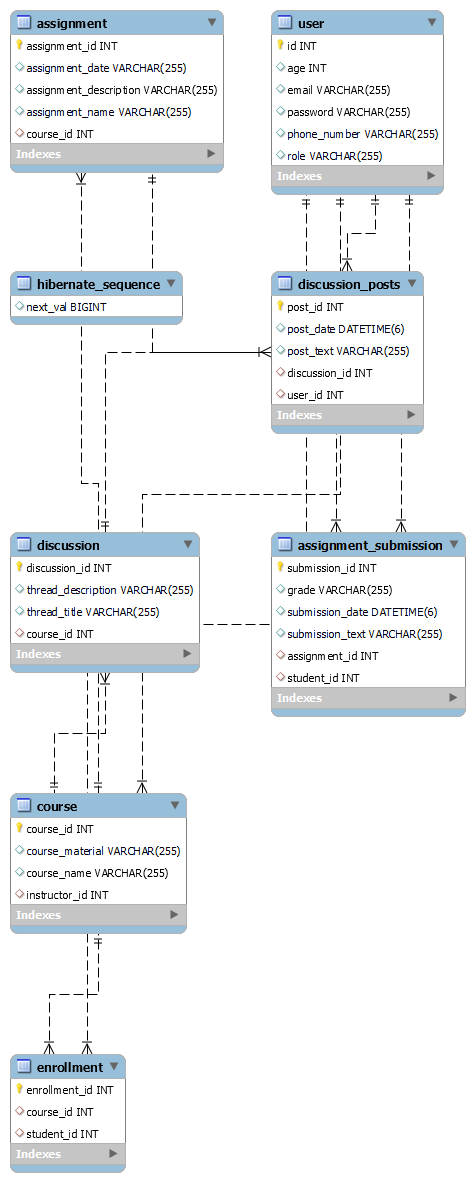 assignment
assignment_id INT
assignment_date VARCHAR(255)
assignment_description VARCHAR(255)
assignment_name VARCHAR(255)
course_id INT
Indexes
user
id INT
age INT
email VARCHAR(255)
password VARCHAR(255)
phone_number VARCHAR(255)
role VARCHAR(255)
Indexes
hibernate_sequence
next_val BIGINT
discussion_posts
post_id INT
post_date DATETIME(6)
post_text VARCHAR(255)
discussion_id INT
user_id INT
Indexes
discussion
discussion_id INT
thread_description VARCHAR(255)
thread_title VARCHAR(255)
course_id INT
Indexes
assignment_submission
submission_id INT
grade VARCHAR(255)
submission_date DATETIME(6)
submission_text VARCHAR(255)
assignment_id INT
student_id INT
Indexes
course
course_id INT
course_material VARCHAR(255)
course_name VARCHAR(255)
instructor_id INT
Indexes
enrollment
enrollment_id INT
course_id INT
student_id INT
Indexes